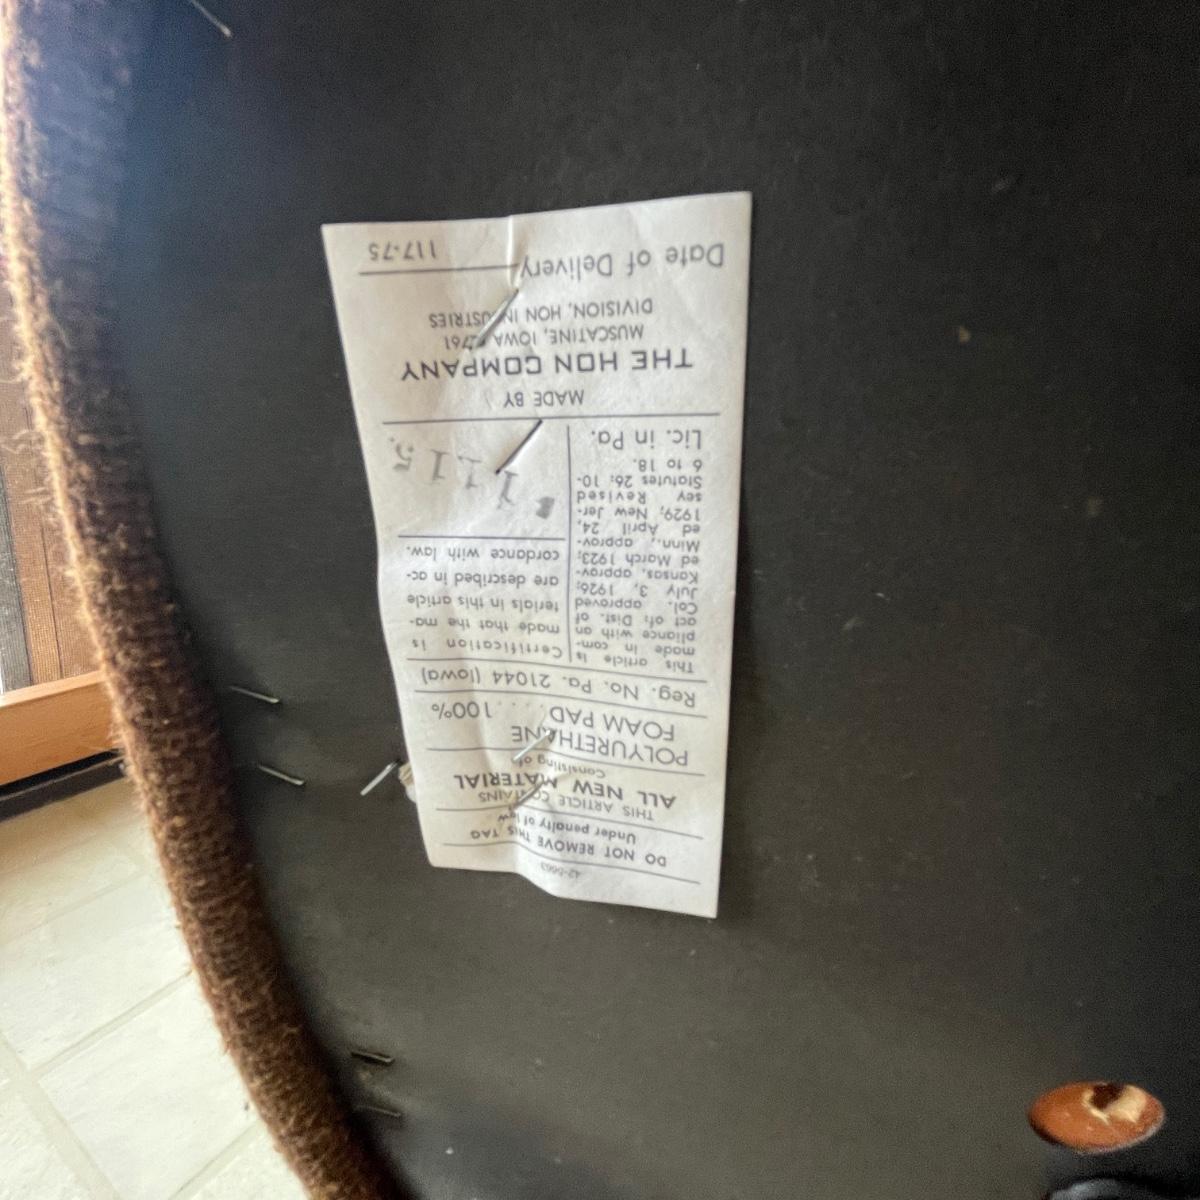 42-5663
DO NOT REMOVE THIS TAG
Under penalty of law
THIS ARTICLE CONTAINS
ALL NEW MATERIAL
Consisting of
POLYURETHANE
FOAM PAD. . . . 100%
Reg. No. Pa. 21044 (Iowa)
This article is
made in com-
pliance with an
act of: Dist. of
Col. approved
July 3, 1926;
Kansas, approv-
ed March 1923;
Minn., approv-
ed April 24,
1929; New Jer-
sey Revised
Statutes 26: 10-
6 to 18.
Lic. in Pa.
Certification is
made that the ma-
terials in this article
are described in ac-
cordance with law.
MADE BY
THE HON COMPANY
MUSCATINE, IOWA 52761
DIVISION, HON INDUSTRIES
Date of Delivery
117-75